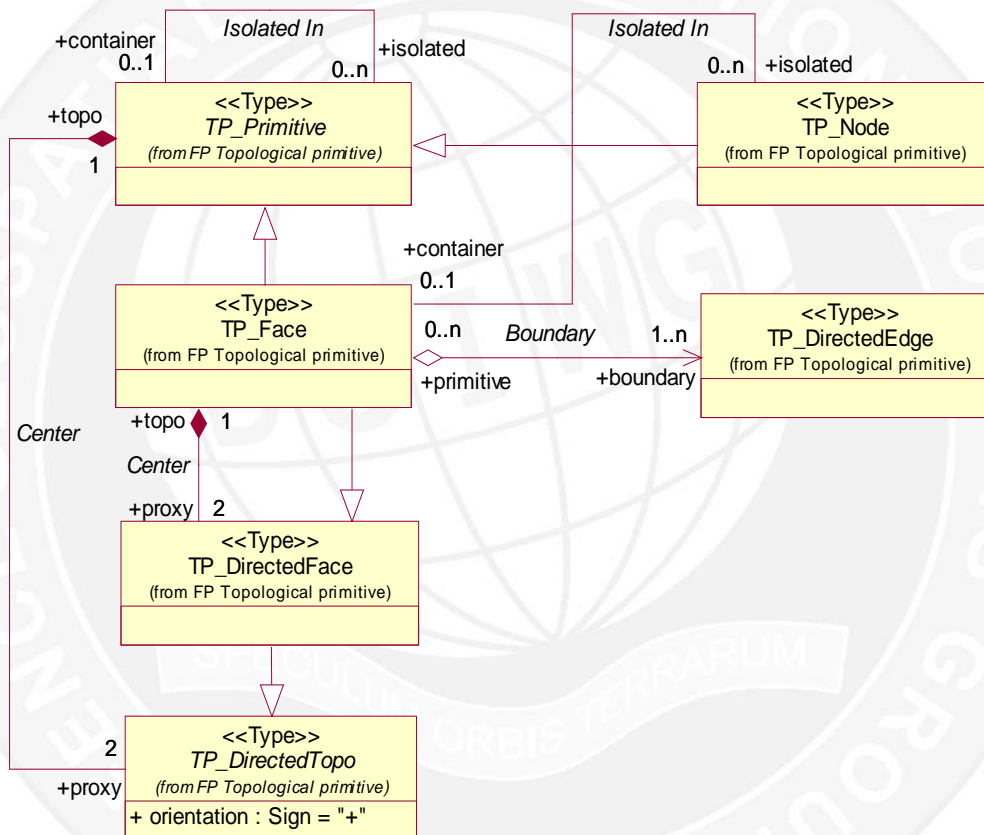 Isolated In
Isolated In
+container
0..1
+isolated
0..n
0..n
+isolated
+topo
1
<<Type>>
TP_Primitive
(from FP Topological primitive)
<<Type>>
TP_Node
(from FP Topological primitive)
+container
0..1
<<Type>>
TP_Face
(from FP Topological primitive)
0..n
Boundary
1..n
+primitive
+boundary
<<Type>>
TP_DirectedEdge
(from FP Topological primitive)
+topo
1
Center
Center
+proxy
2
<<Type>>
TP_DirectedFace
(from FP Topological primitive)
SPECULUM ORBIS TERRARUM
2
+proxy
<<Type>>
TP_DirectedTopo
(from FP Topological primitive)
+ orientation : Sign = "+"